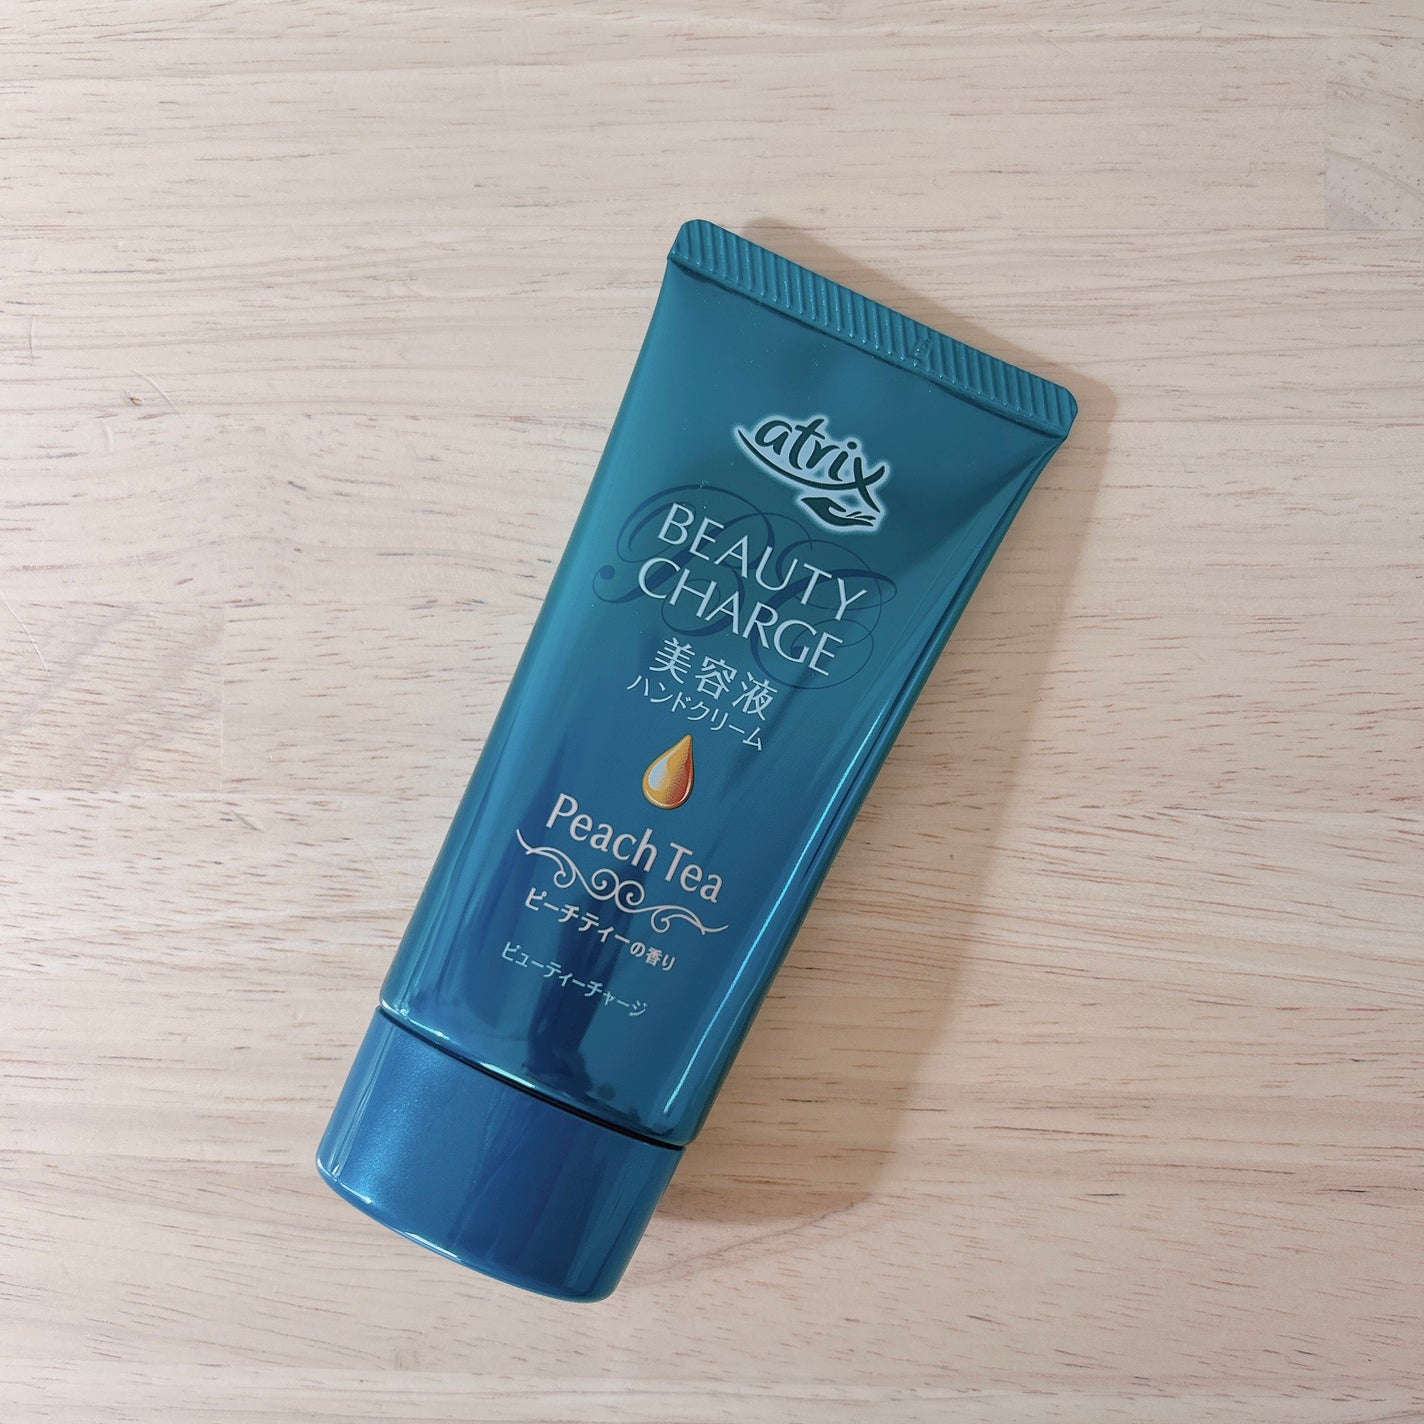 atrix
BEAUTY
CHARGE
美容液
ハンドクリーム
Peach Tea
ピーチティーの香り
ビューティーチャージ